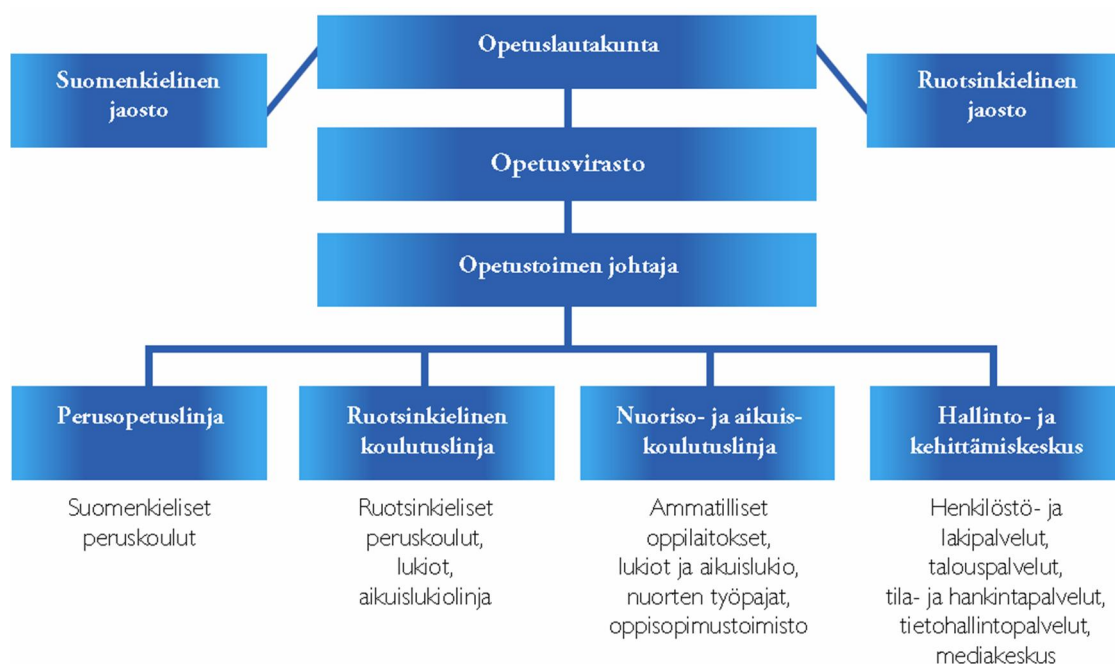 Opetuslautakunta
Suomenkielinen
jaosto
Ruotsinkielinen
jaosto
Opetusvirasto
Opetustoimen johtaja
Perusopetuslinja
Suomenkieliset
peruskoulut
Ruotsinkielinen
koulutuslinja
Ruotsinkieliset
peruskoulut,
lukiot,
aikuislukiolinja
Nuoriso- ja aikuis-
koulutuslinja
Ammatilliset
oppilaitokset,
lukiot ja aikuislukio,
nuorten työpajat,
oppisopimustoimisto
Hallinto- ja
kehittämiskeskus
Henkilöstö- ja
lakipalvelut,
talouspalvelut,
tila- ja hankintapalvelut,
tietohallintopalvelut,
mediakeskus